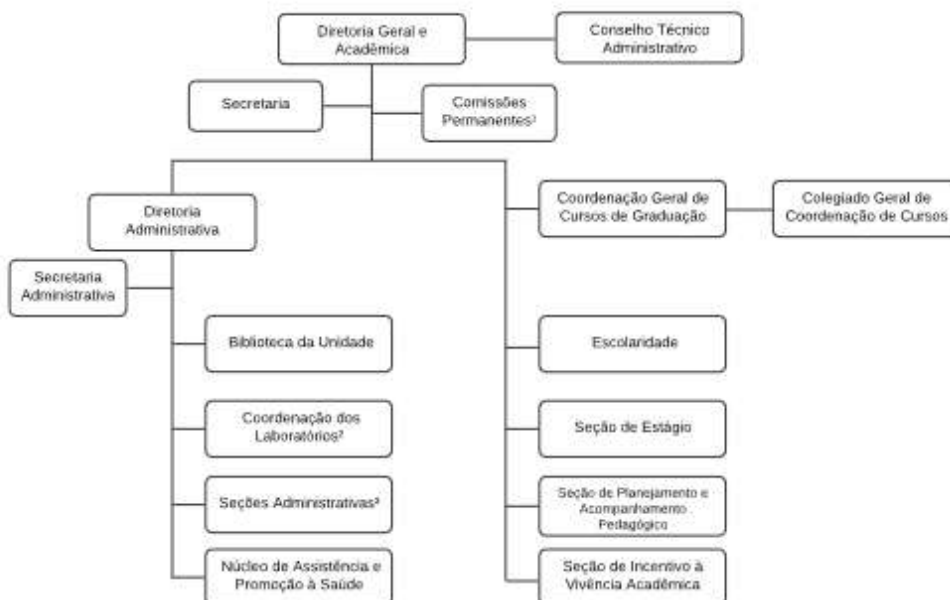 Diretoria Geral e
Acadêmica
Conselho Técnico
Administrativo
Secretaria
Comissões
Permanentes¹
Diretoria
Administrativa
Coordenação Geral de
Cursos de Graduação
Colegiado Geral de
Coordenação de Cursos
Secretaria
Administrativa
Biblioteca da Unidade
Escolaridade
Coordenação dos
Laboratórios²
Seção de Estágio
Seções Administrativas³
Seção de Planejamento e
Acompanhamento
Pedagógico
Núcleo de Assistência e
Promoção à Saúde
Seção de Incentivo à
Vivência Acadêmica